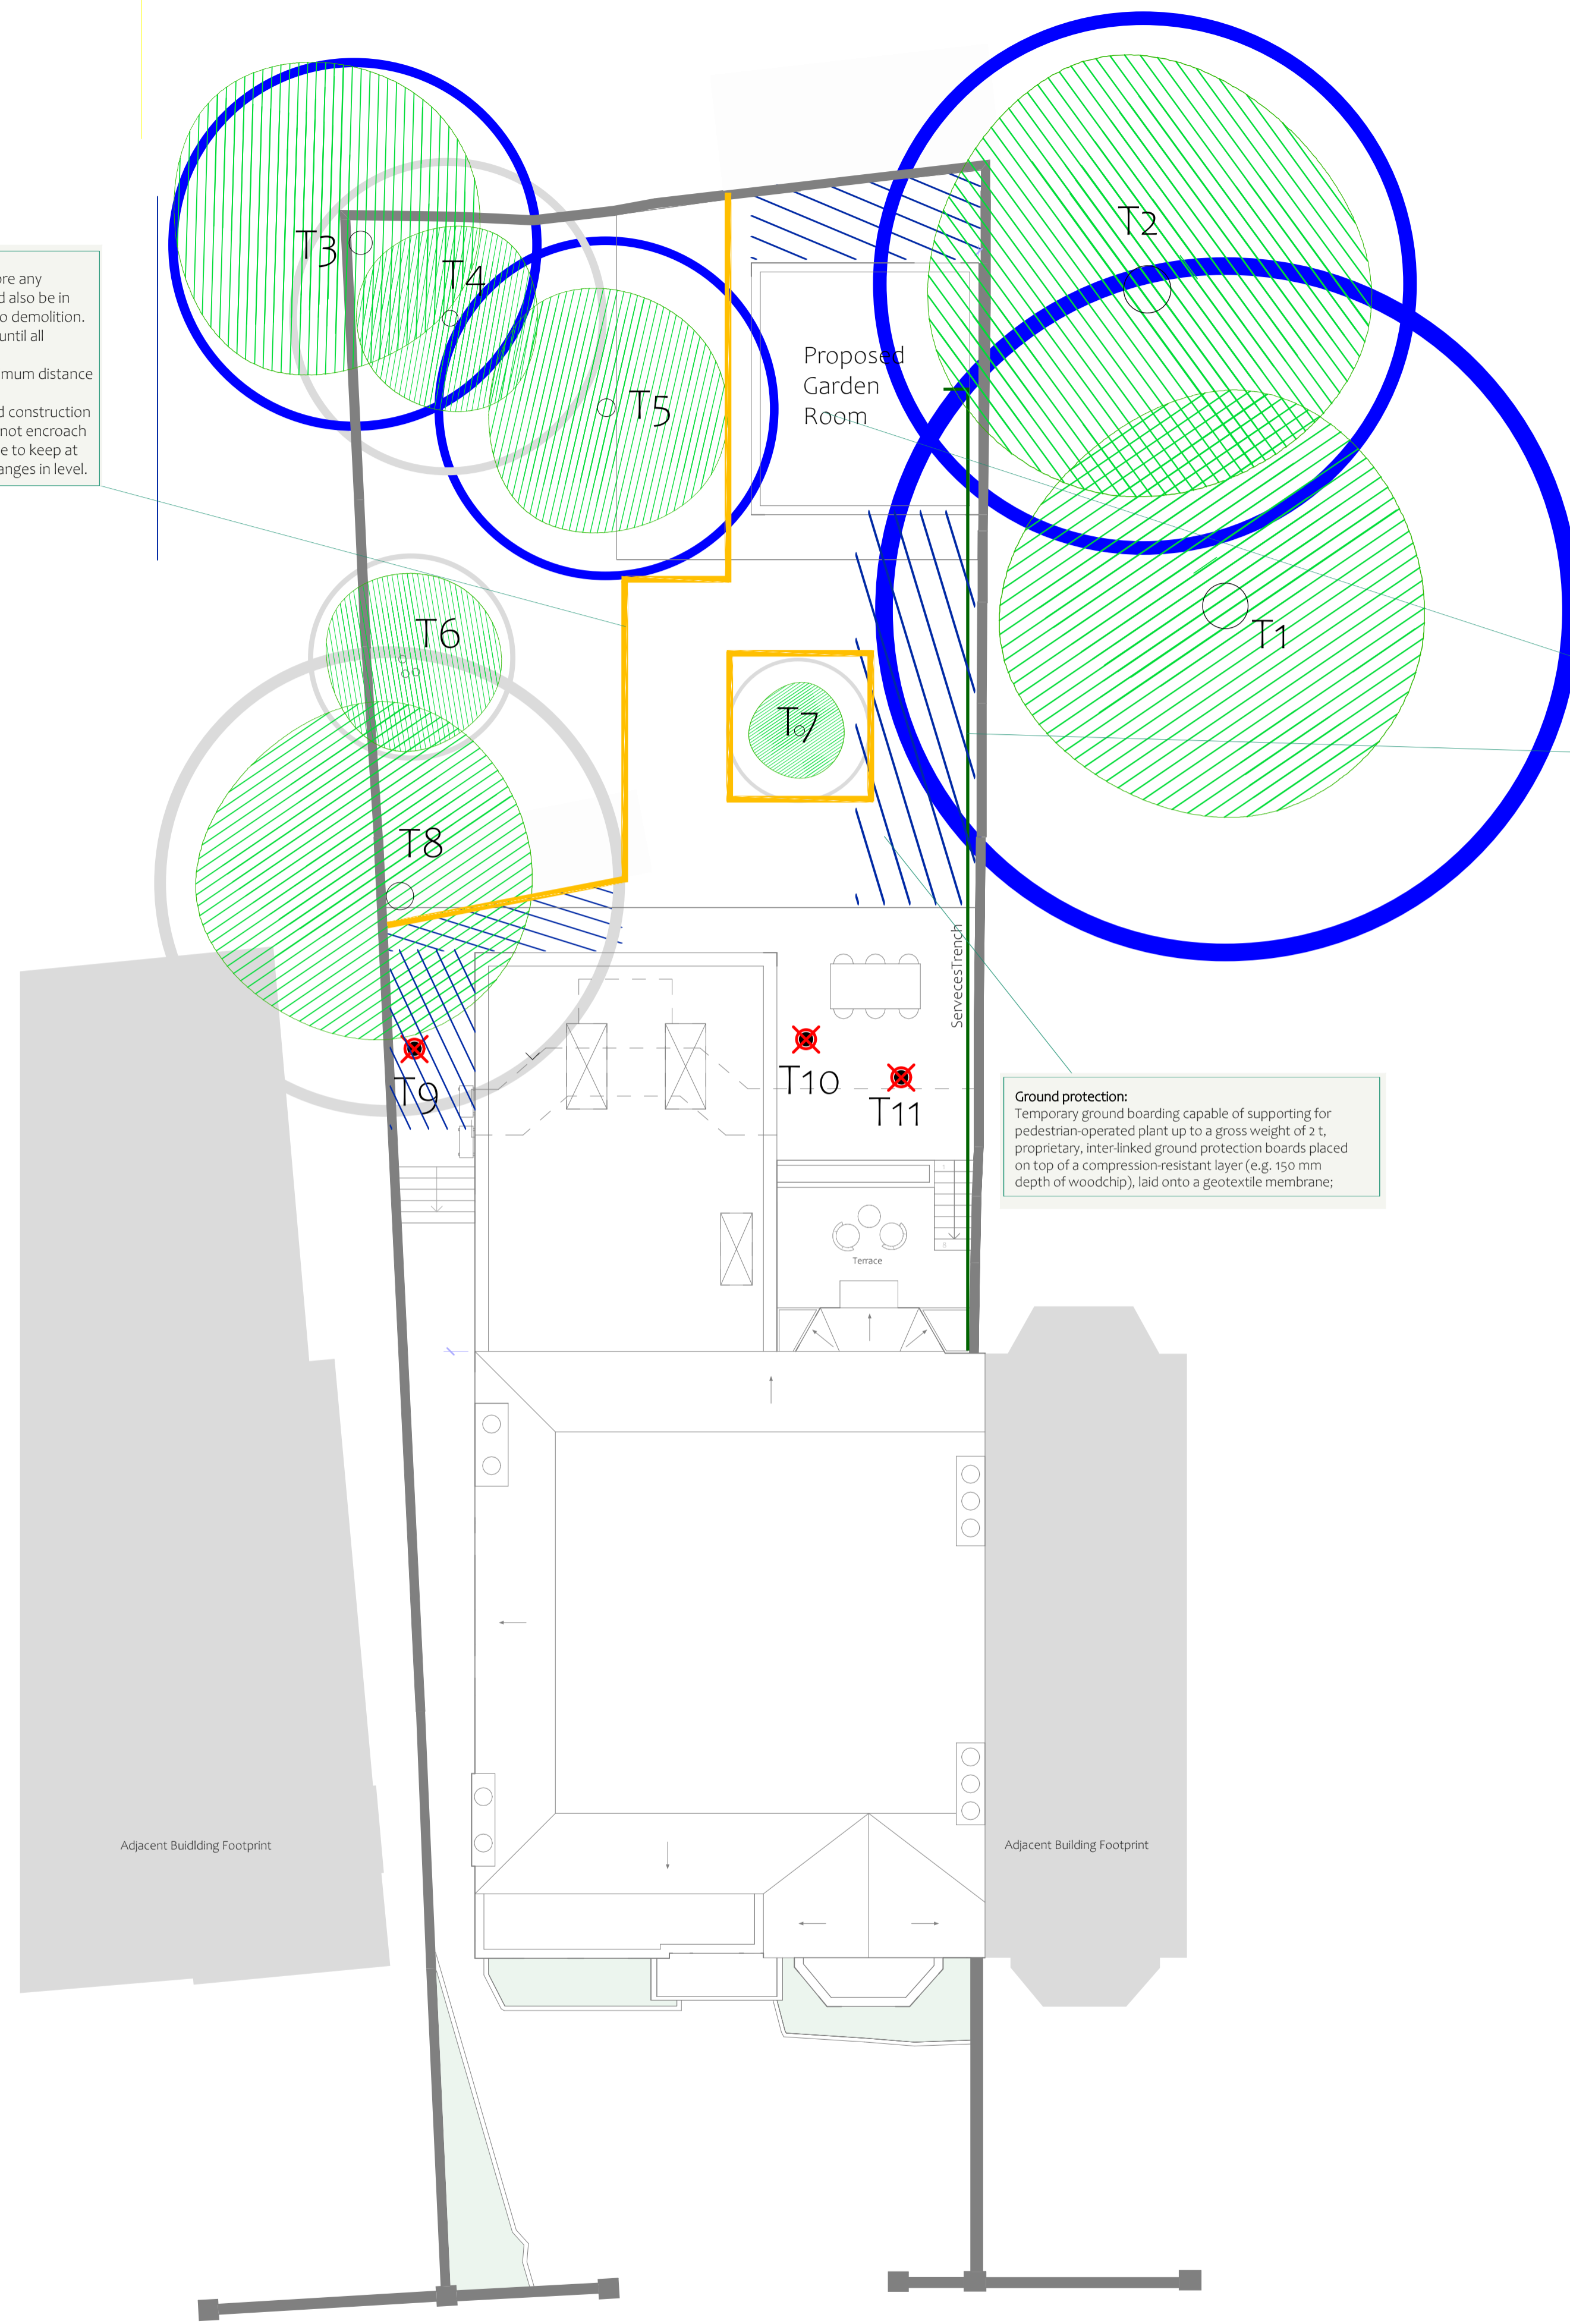 T2
T3
T4
ore any
d also be in
o demolition.
until all
mum distance
d construction
not encroach
e to keep at
anges in level.
Proposed
Garden
Room
T5
T6
T1
T7
T8
ServecesTrench
T9
T10
T11
Ground protection:
Temporary ground boarding capable of supporting for
pedestrian-operated plant up to a gross weight of 2 t,
proprietary, inter-linked ground protection boards placed
on top of a compression-resistant layer (e.g. 150 mm
depth of woodchip), laid onto a geotextile membrane;
1
8
Terrace
Adjacent Buidlding Footprint
Adjacent Building Footprint